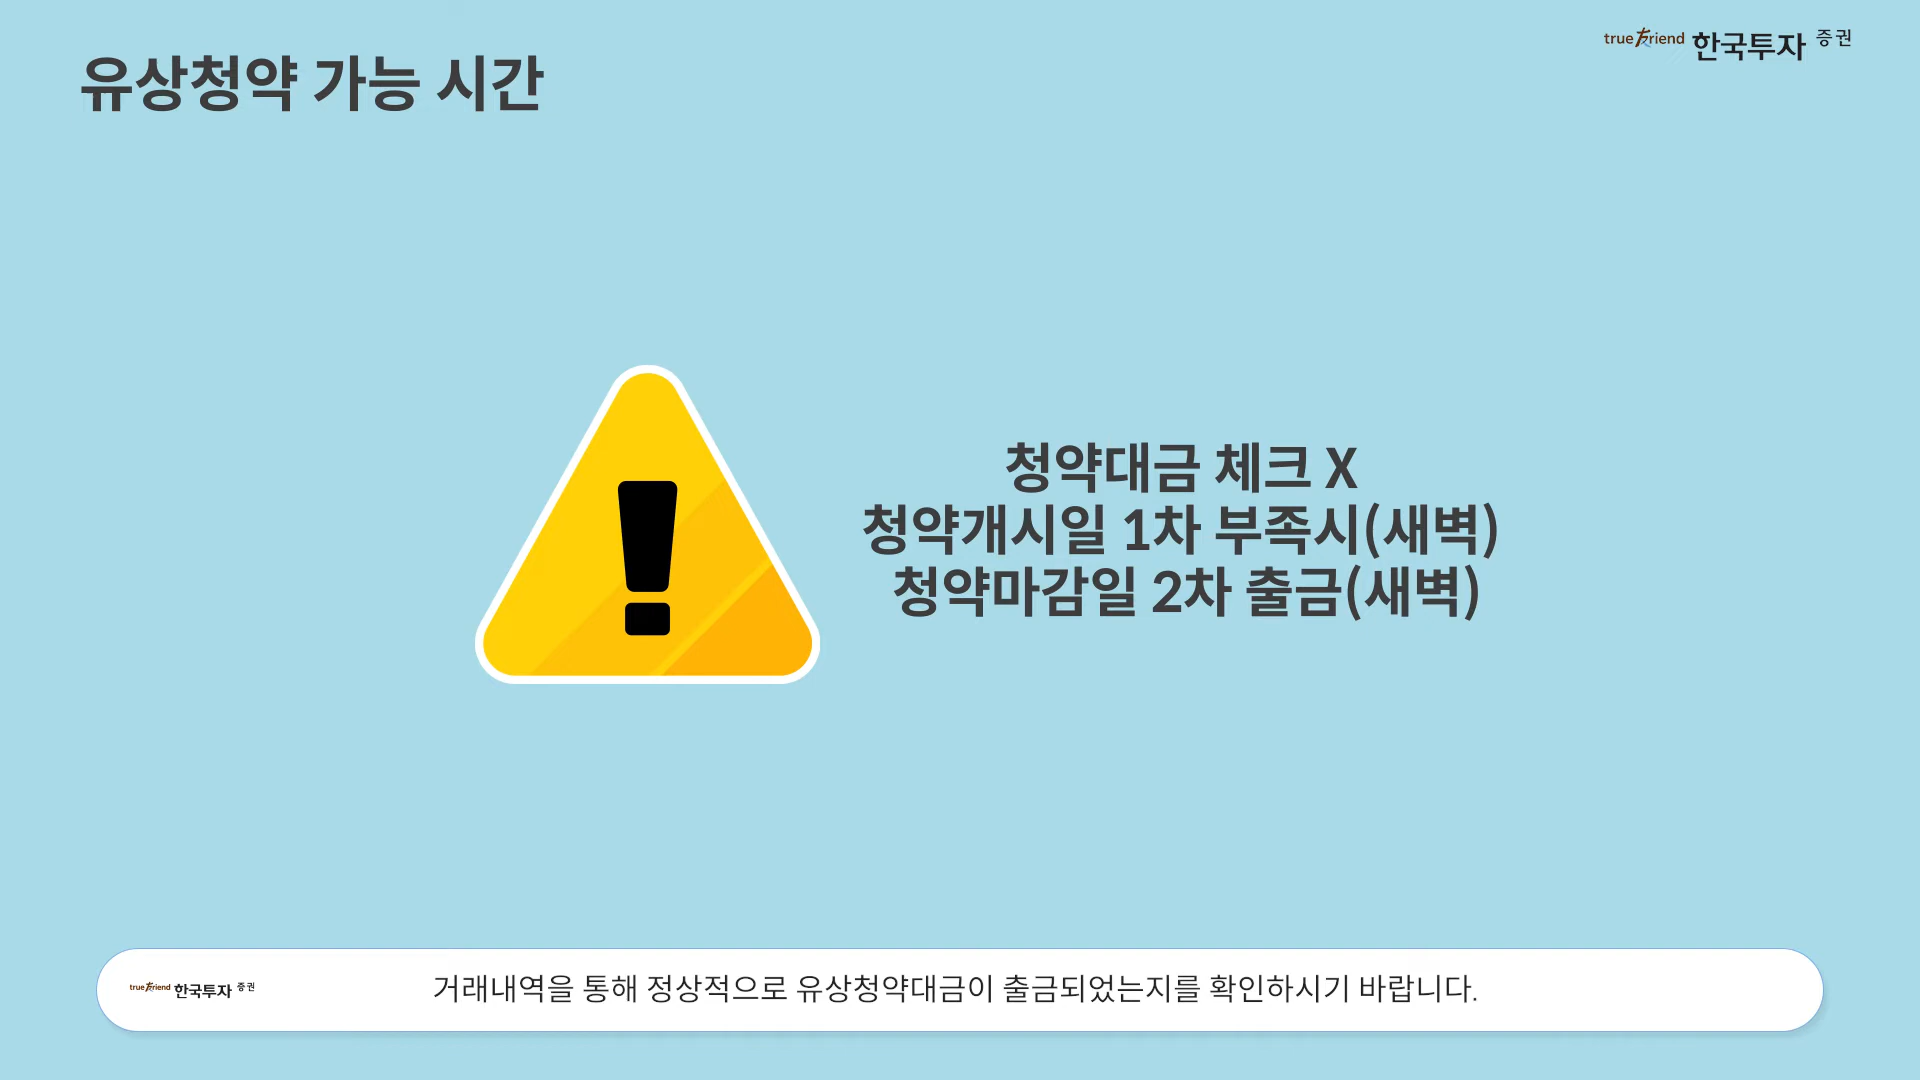 유상청약 가능 시간
true friend 한국투자 증권
청약대금 체크 X
청약개시일 1차 부족시(새벽)
청약마감일 2차 출금(새벽)
true friend 한국투자 증권
거래내역을 통해 정상적으로 유상청약대금이 출금되었는지를 확인하시기 바랍니다.